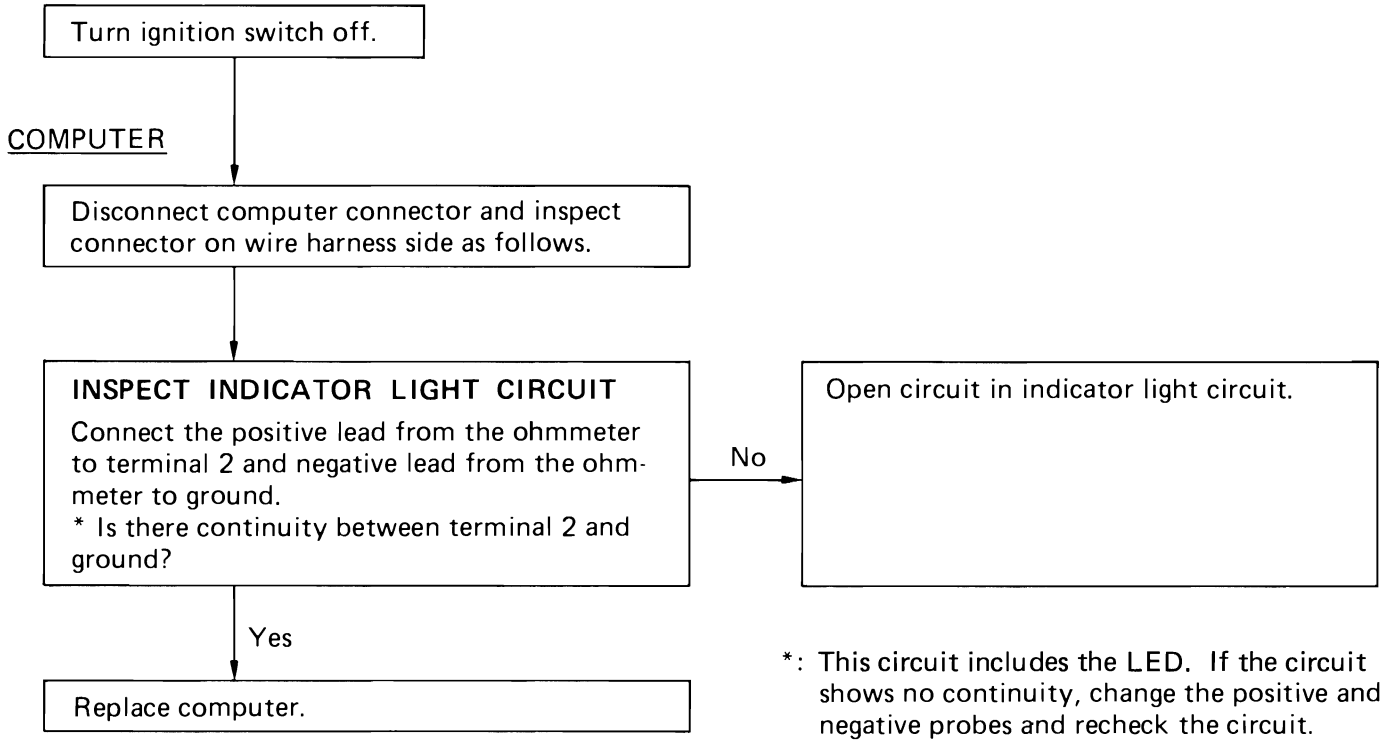 Turn ignition switch off.
COMPUTER
Disconnect computer connector and inspect
connector on wire harness side as follows.
INSPECT INDICATOR LIGHT CIRCUIT
Connect the positive lead from the ohmmeter
to terminal 2 and negative lead from the ohm-
meter to ground.
* Is there continuity between terminal 2 and
ground?
No
Open circuit in indicator light circuit.
Yes
Replace computer.
*: This circuit includes the LED. If the circuit
shows no continuity, change the positive and
negative probes and recheck the circuit.